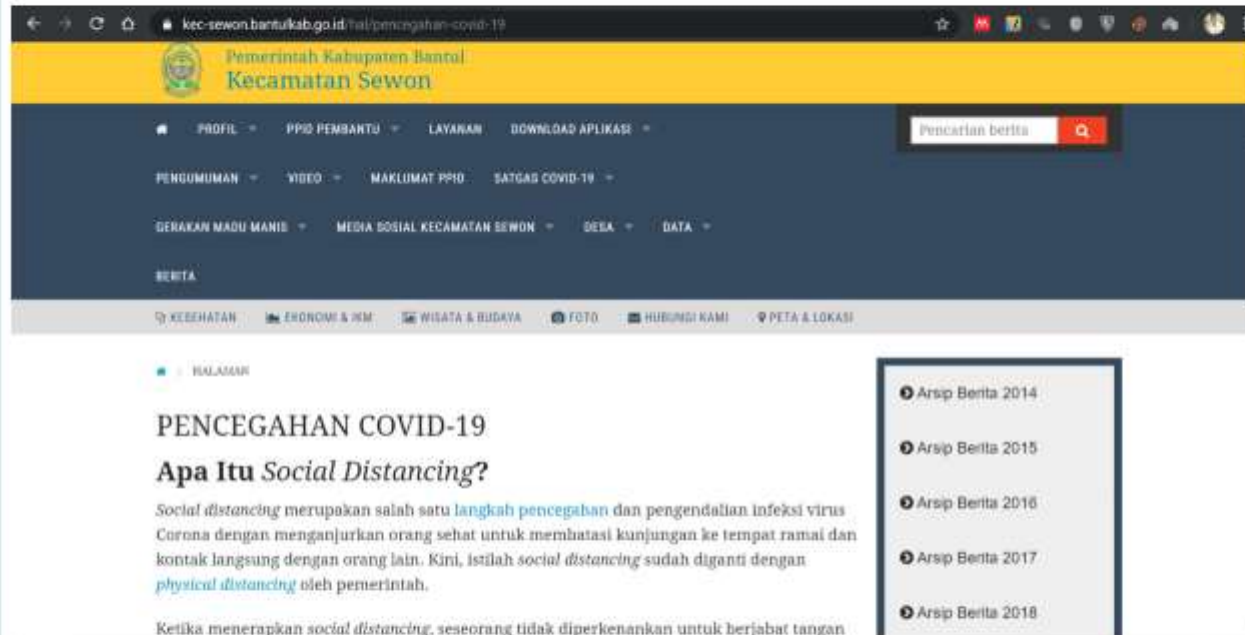 kec-sewon.bantulkab.go.id/hal/pencegahan-covid-19
Pemerintah Kabupaten Bantul
Kecamatan Sewon
PROFIL PPID PEMBANTU LAYANAN DOWNLOAD APLIKASI
Pencarian berita
PENGUMUMAN VIDEO MAKLUMAT PPID SATGAS COVID-19
GERAKAN MADU MANIS MEDIA SOSIAL KECAMATAN SEWON DESA DATA
BERITA
KESEHATAN EKONOMI & IKM WISATA & BUDAYA FOTO HUBUNGI KAMI PETA & LOKASI
/ HALAMAN
PENCEGAHAN COVID-19
Apa Itu Social Distancing?
Social distancing merupakan salah satu langkah pencegahan dan pengendalian infeksi virus
Corona dengan menganjurkan orang sehat untuk membatasi kunjungan ke tempat ramai dan
kontak langsung dengan orang lain. Kini, istilah social distancing sudah diganti dengan
physical distancing oleh pemerintah.
Ketika menerapkan social distancing, seseorang tidak diperkenankan untuk berjabat tangan
Arsip Berita 2014
Arsip Berita 2015
Arsip Berita 2016
Arsip Berita 2017
Arsip Berita 2018